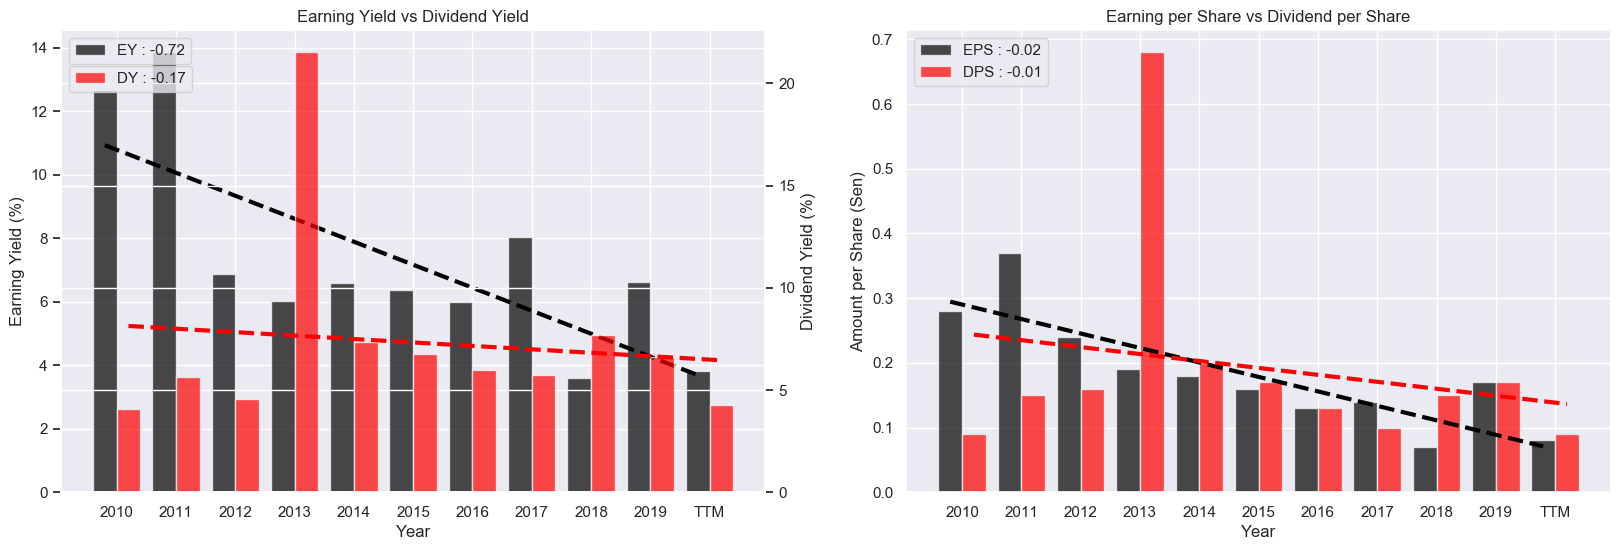 Earning Yield vs Dividend Yield
EY : -0.72
DY : -0.17
14
12
10
8
6
4
2
0
Earning Yield (%)
20
15
10
5
0
Dividend Yield (%)
2010 2011 2012 2013 2014 2015 2016 2017 2018 2019 TTM
Year
Earning per Share vs Dividend per Share
EPS : -0.02
DPS : -0.01
0.7
0.6
0.5
0.4
0.3
0.2
0.1
0.0
Amount per Share (Sen)
2010 2011 2012 2013 2014 2015 2016 2017 2018 2019 TTM
Year